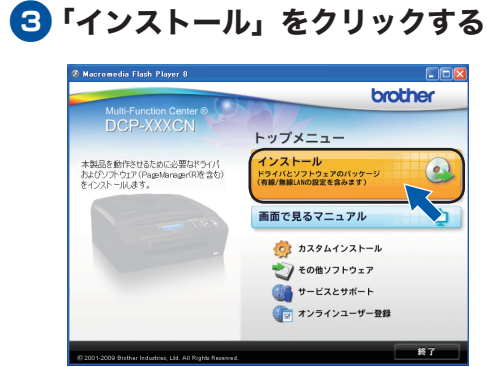 3 「インストール」をクリックする
Macromedia Flash Player 8
brother
Multi-Function Center ®
DCP-XXXCN
トップメニュー
本製品を動作させるために必要なドライバ
およびソフトウェア(PageManager(R)を含む)
をインストールします。
インストール
ドライバとソフトウェアのパッケージ
(有線/無線LANの設定を含みます)
画面で見るマニュアル
カスタムインストール
その他ソフトウェア
サービスとサポート
オンラインユーザー登録
© 2001-2009 Brother Industries, Ltd. All Rights Reserved.
終了